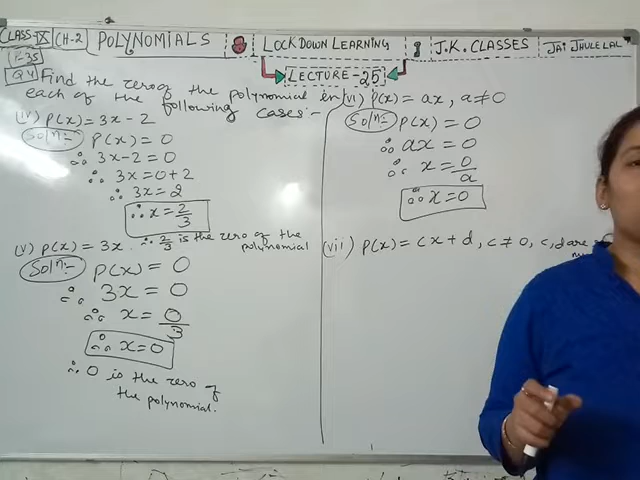 CLASS-IX CH-2 POLYNOMIALS 8 LOCKDOWN LEARNING J.K. CLASSES JAI JHULELAL
P-35
LECTURE-25
Q4 Find the zero of the polynomial in
each of the following cases:-
(iv) P(x) = 3x - 2
Soln:- P(x) = 0
∴ 3x-2 = 0
∴ 3x = 0+2
∴ 3x = 2
∴ x = 2/3
∴ 2/3 is the zero of the polynomial
(v) P(x) = 3x
Soln:- P(x) = 0
∴ 3x = 0
∴ x = 0/3
∴ x = 0
∴ 0 is the zero of
the polynomial.
(vi) P(x) = ax, a≠0
Soln:- P(x) = 0
∴ ax = 0
∴ x = 0/a
∴ x = 0
(vii) P(x) = cx + d, c ≠ 0, c, d are